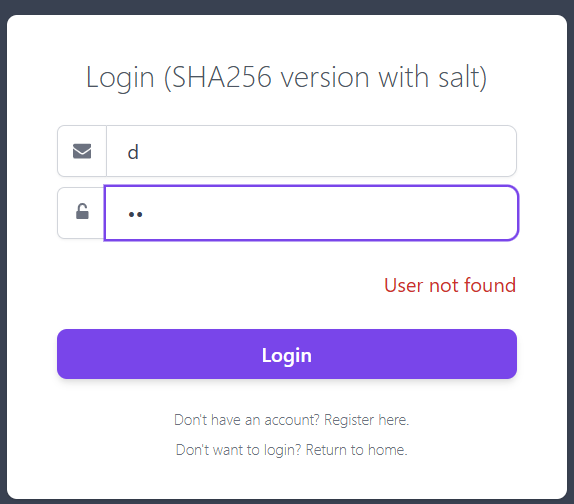 Login (SHA256 version with salt)
d
••
User not found
Login
Don't have an account? Register here.
Don't want to login? Return to home.